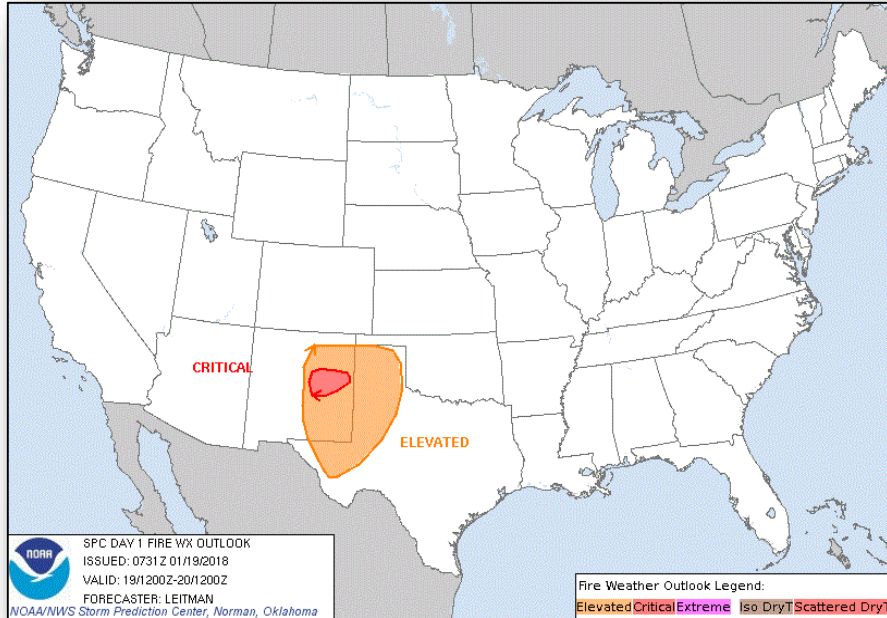 CRITICAL
ELEVATED
NOAA
SPC DAY 1 FIRE WX OUTLOOK
ISSUED: 0731Z 01/19/2018
VALID: 19/1200Z-20/1200Z
FORECASTER: LEITMAN
NOAA/NWS Storm Prediction Center, Norman, Oklahoma
Fire Weather Outlook Legend:
Elevated Critical Extreme Iso DryT Scattered DryT